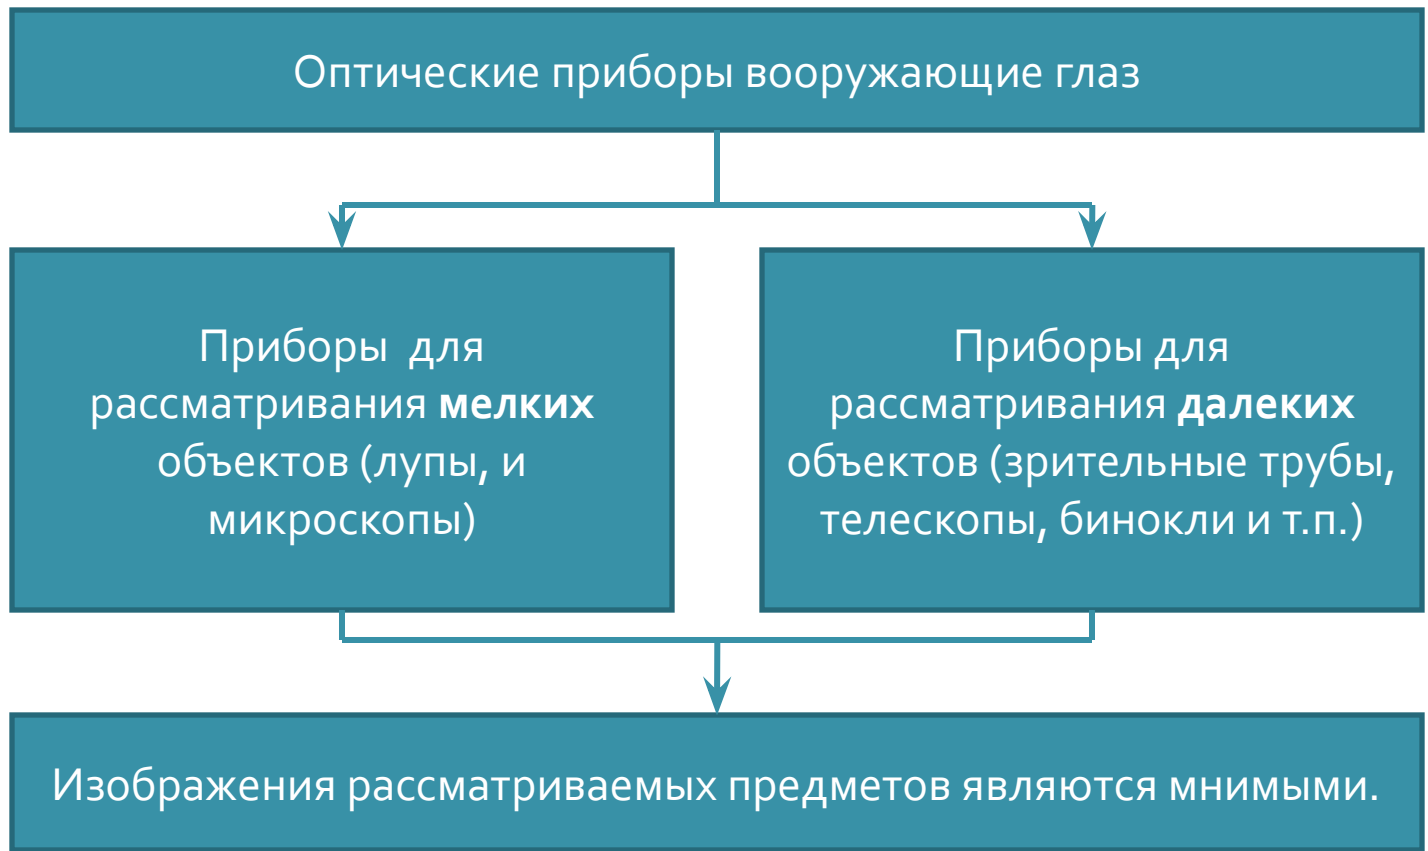 Оптические приборы вооружающие глаз
Приборы для
рассматривания мелких
объектов (лупы, и
микроскопы)
Приборы для
рассматривания далеких
объектов (зрительные трубы,
телескопы, бинокли и т.п.)
Изображения рассматриваемых предметов являются мнимыми.